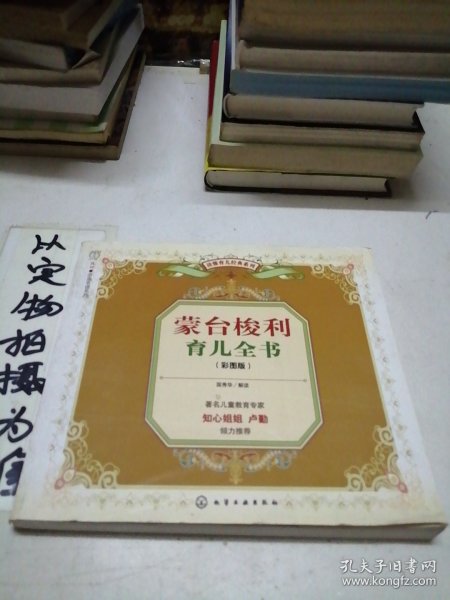 育儿经典系列
蒙台梭利
育儿全书
（彩图版）
解读
著名儿童教育专家
知心姐姐 卢勤
倾力推荐
化学工业出版社
以实物拍摄为准
孔夫子旧书网
www.kongfz.com